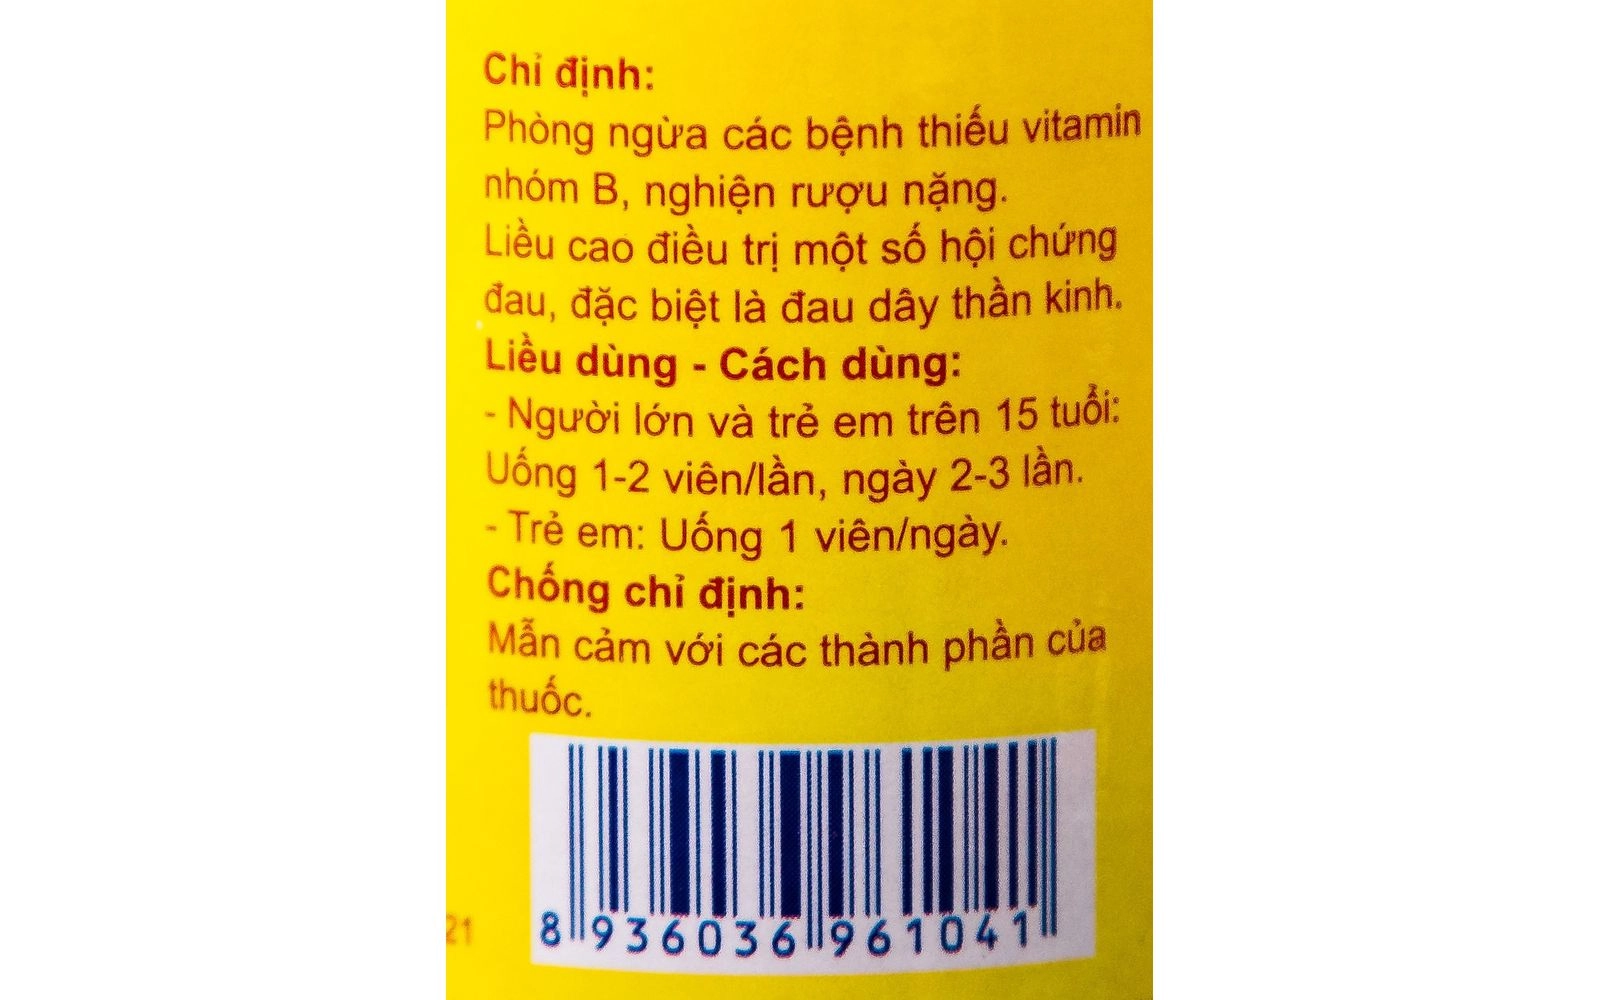 Chỉ định:
Phòng ngừa các bệnh thiếu vitamin
nhóm B, nghiện rượu nặng.
Liều cao điều trị một số hội chứng
đau, đặc biệt là đau dây thần kinh.
Liều dùng - Cách dùng:
- Người lớn và trẻ em trên 15 tuổi:
Uống 1-2 viên/lần, ngày 2-3 lần.
- Trẻ em: Uống 1 viên/ngày.
Chống chỉ định:
Mẫn cảm với các thành phần của
thuốc.
21
8 936036 961041